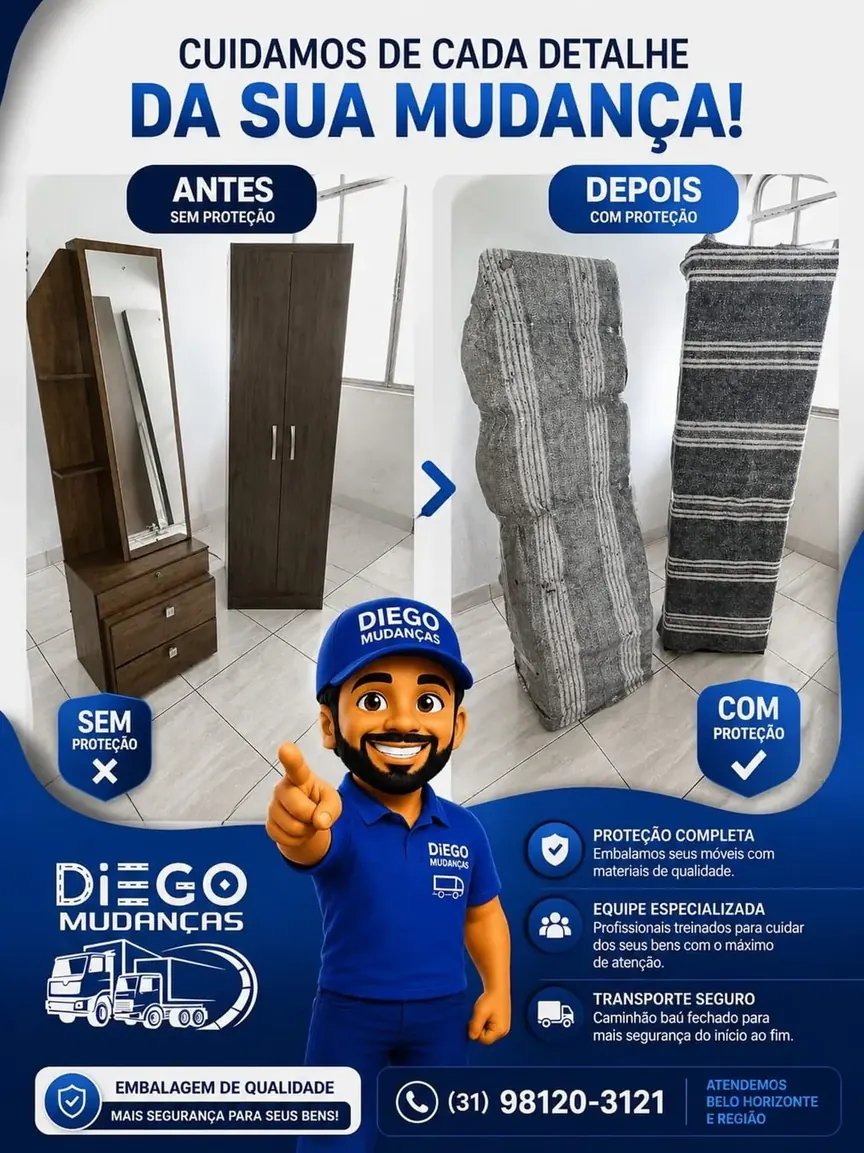 CUIDAMOS DE CADA DETALHE
DA SUA MUDANÇA!
ANTES
SEM PROTEÇÃO
DEPOIS
COM PROTEÇÃO
SEM
PROTEÇÃO
COM
PROTEÇÃO
DIEGO
MUDANÇAS
DiEGO
MUDANÇAS
DiEGO
MUDANÇAS
PROTEÇÃO COMPLETA
Embalamos seus móveis com
materiais de qualidade.
EQUIPE ESPECIALIZADA
Profissionais treinados para cuidar
dos seus bens com o máximo
de atenção.
TRANSPORTE SEGURO
Caminhão baú fechado para
mais segurança do início ao fim.
EMBALAGEM DE QUALIDADE
MAIS SEGURANÇA PARA SEUS BENS!
(31) 98120-3121
ATENDEMOS
BELO HORIZONTE
E REGIÃO